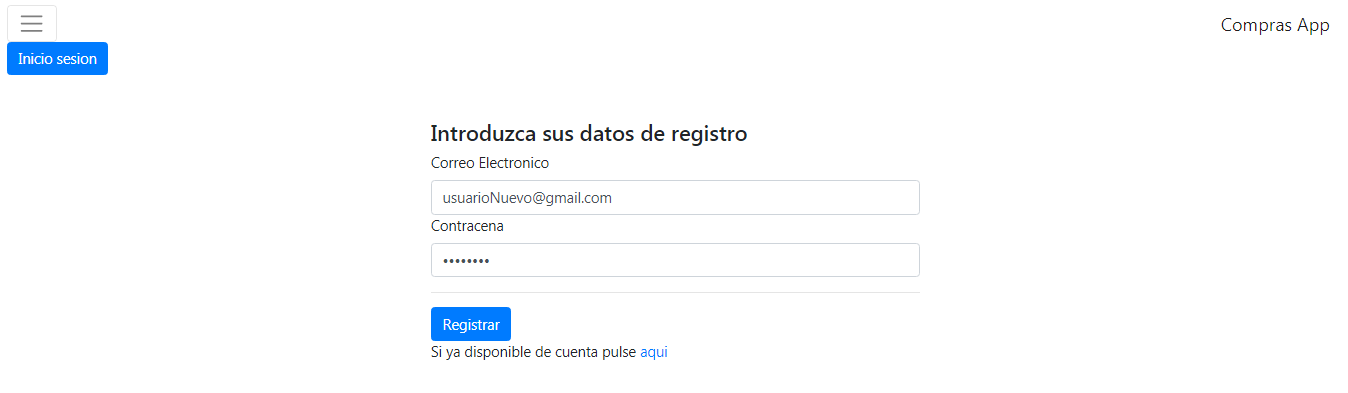 Compras App
Inicio sesion
Introduzca sus datos de registro
Correo Electronico
usuarioNuevo@gmail.com
Contracena
••••••••
Registrar
Si ya disponible de cuenta pulse aqui